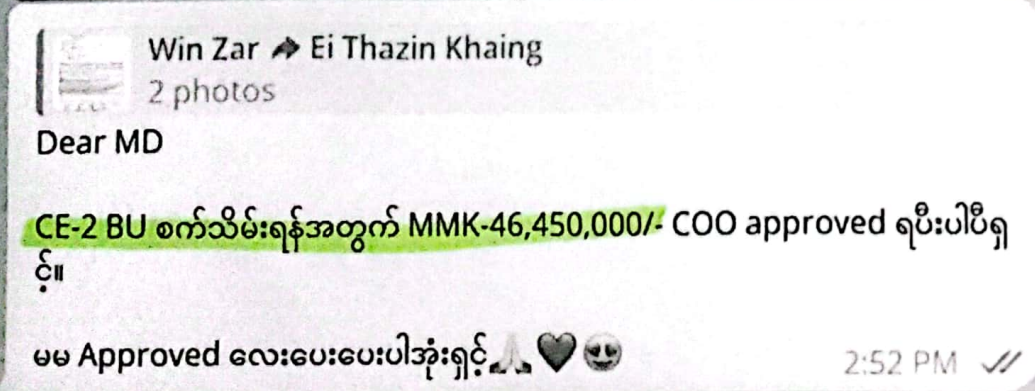 Win Zar Ei Thazin Khaing
2 photos
Dear MD
CE-2 BU စက်သိမ်းရန်အတွက် MMK-46,450,000/- COO approved ရပီးပါပီရှ
င့်။
မမ Approved လေးပေးပေးပါအုံးရှင့်
2:52 PM